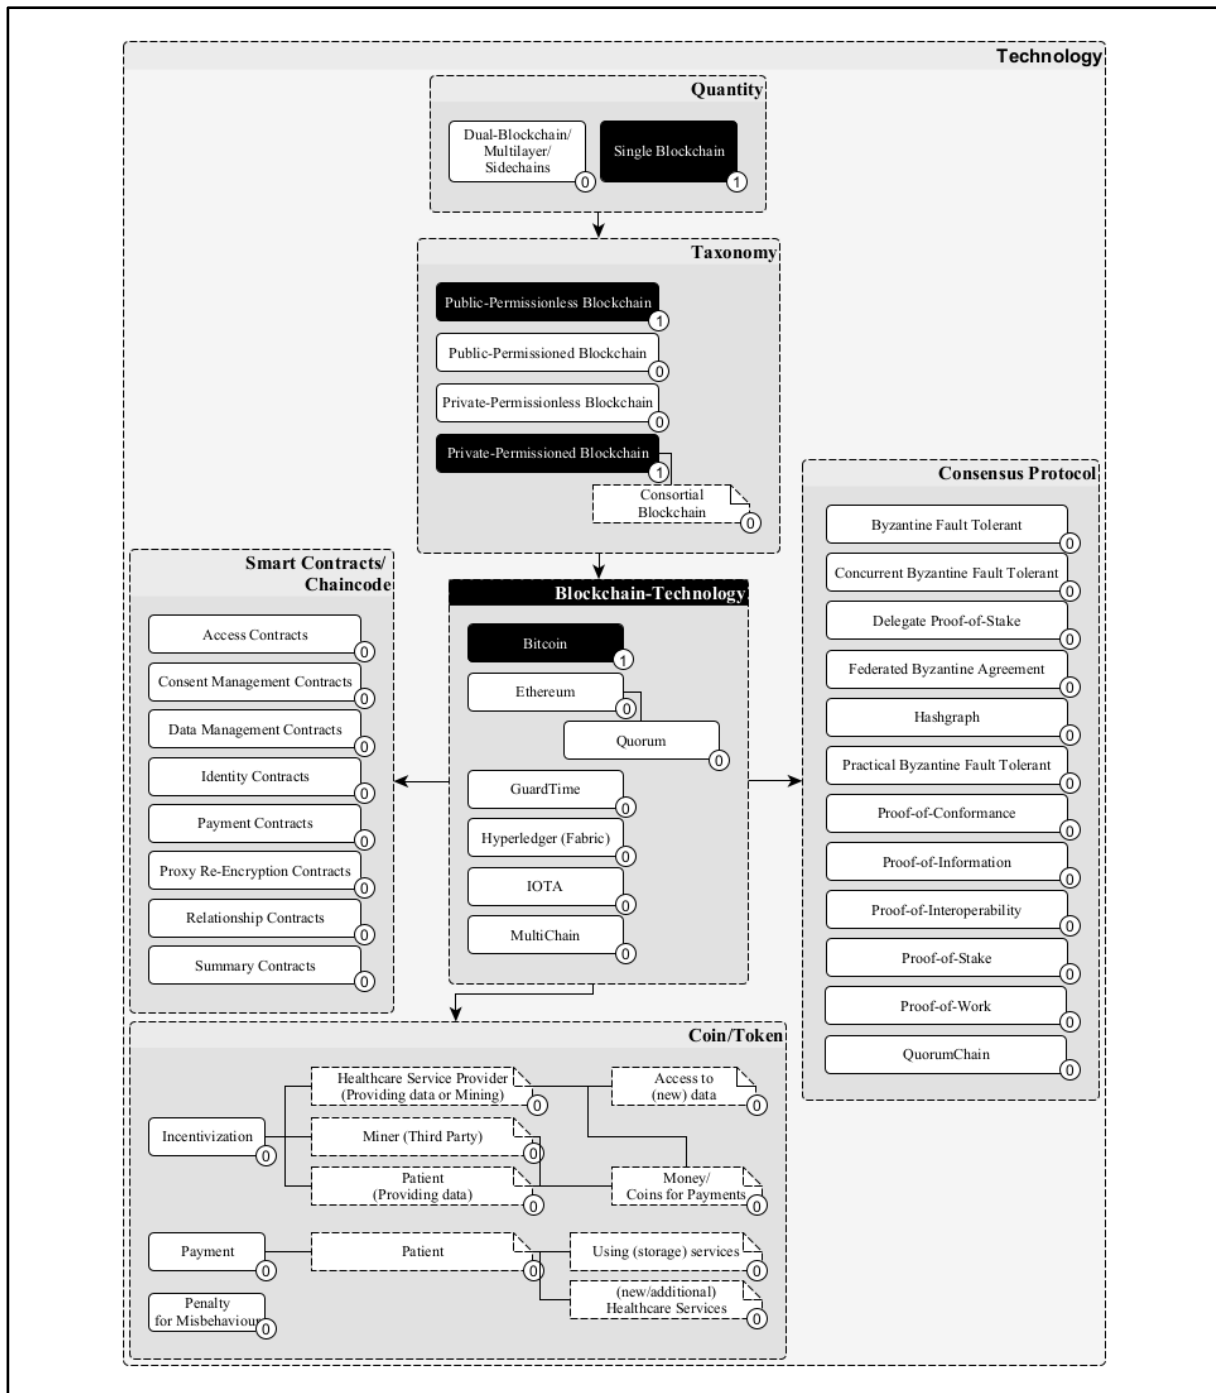 Technology
Quantity
Dual-Blockchain/
Multilayer/
Sidechains
0
Single Blockchain
1
Taxonomy
Public-Permissionless Blockchain
1
Public-Permissioned Blockchain
0
Private-Permissionless Blockchain
0
Private-Permissioned Blockchain
1
Consortial
Blockchain
0
Smart Contracts/
Chaincode
Access Contracts
0
Consent Management Contracts
0
Data Management Contracts
0
Identity Contracts
0
Payment Contracts
0
Proxy Re-Encryption Contracts
0
Relationship Contracts
0
Summary Contracts
0
Blockchain-Technology
Bitcoin
1
Ethereum
0
Quorum
0
GuardTime
0
Hyperledger (Fabric)
0
IOTA
0
MultiChain
0
Consensus Protocol
Byzantine Fault Tolerant
0
Concurrent Byzantine Fault Tolerant
0
Delegate Proof-of-Stake
0
Federated Byzantine Agreement
0
Hashgraph
0
Practical Byzantine Fault Tolerant
0
Proof-of-Conformance
0
Proof-of-Information
0
Proof-of-Interoperability
0
Proof-of-Stake
0
Proof-of-Work
0
QuorumChain
0
Coin/Token
Incentivization
0
Healthcare Service Provider
(Providing data or Mining)
0
Access to
(new) data
0
Miner (Third Party)
0
Patient
(Providing data)
0
Money/
Coins for Payments
0
Payment
0
Patient
0
Using (storage) services
0
(new/additional)
Healthcare Services
0
Penalty
for Misbehaviour
0